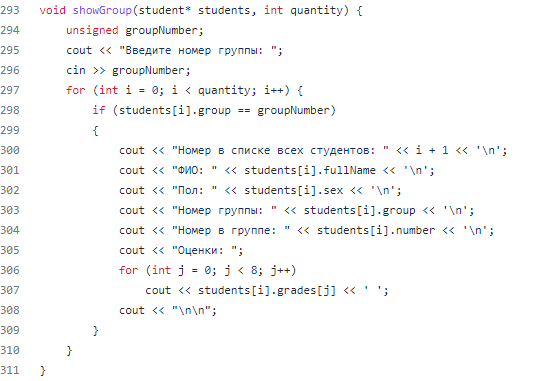 293 void showGroup(student* students, int quantity) {
294     unsigned groupNumber;
295     cout << "Введите номер группы: ";
296     cin >> groupNumber;
297     for (int i = 0; i < quantity; i++) {
298         if (students[i].group == groupNumber)
299         {
300             cout << "Номер в списке всех студентов: " << i + 1 << '\n';
301             cout << "ФИО: " << students[i].fullName << '\n';
302             cout << "Пол: " << students[i].sex << '\n';
303             cout << "Номер группы: " << students[i].group << '\n';
304             cout << "Номер в группе: " << students[i].number << '\n';
305             cout << "Оценки: ";
306             for (int j = 0; j < 8; j++)
307                 cout << students[i].grades[j] << ' ';
308             cout << "\n\n";
309         }
310     }
311 }